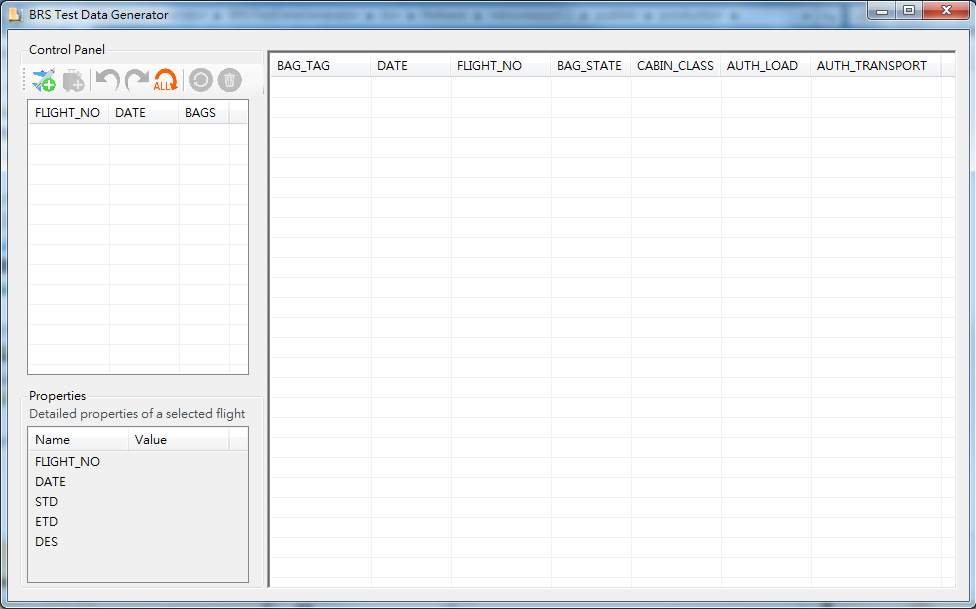 BRS Test Data Generator
Control Panel
ALL
FLIGHT_NO DATE BAGS
Properties
Detailed properties of a selected flight
Name Value
FLIGHT_NO
DATE
STD
ETD
DES
BAG_TAG DATE FLIGHT_NO BAG_STATE CABIN_CLASS AUTH_LOAD AUTH_TRANSPORT